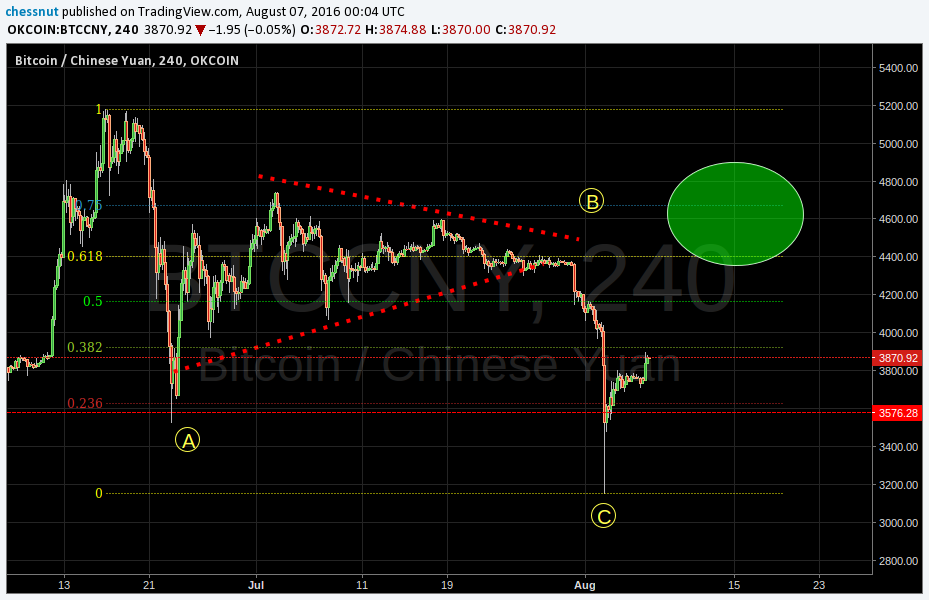 chessnut published on TradingView.com, August 07, 2016 00:04 UTC
OKCOIN:BTCCNY, 240 3870.92 ▼ −1.95 (−0.05%) O:3872.72 H:3874.88 L:3870.00 C:3870.92
Bitcoin / Chinese Yuan, 240, OKCOIN
5400.00
1
5200.00
5000.00
4800.00
0.75
B
4600.00
BTCCNY, 240
0.618
4400.00
0.5
4200.00
4000.00
0.382
Bitcoin / Chinese Yuan
3870.92
3800.00
0.236
3576.28
A
3400.00
0
3200.00
C
3000.00
2800.00
13 21 Jul 11 19 Aug 15 23